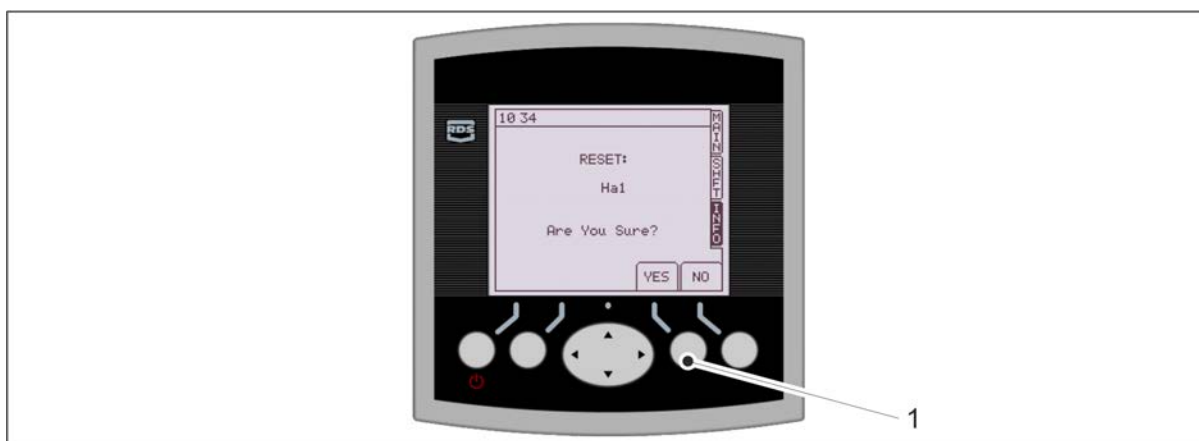 RDS
10 34
MAIN
SHFT
INFO
RESET:
Ha1
Are You Sure?
YES NO
1